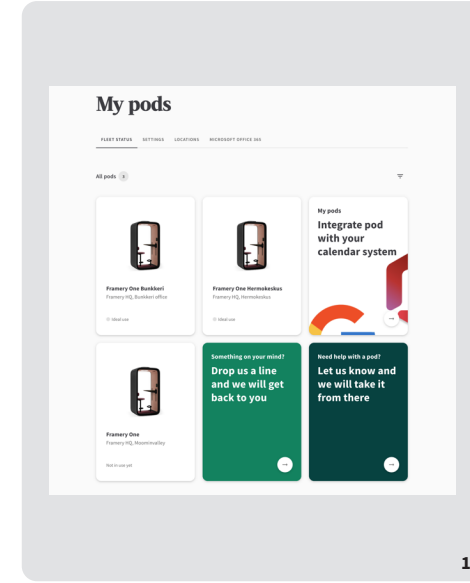 My pods
FLEET STATUS SETTINGS LOCATIONS MICROSOFT OFFICE 365
All pods 3
Framery One Bunkkeri
Framery HQ, Bunkkeri office
Ideal use
Framery One Hermokeskus
Framery HQ, Hermokeskus
Ideal use
My pods
Integrate pod
with your
calendar system
Framery One
Framery HQ, Moominvalley
Not in use yet
Something on your mind?
Drop us a line
and we will get
back to you
Need help with a pod?
Let us know and
we will take it
from there
1